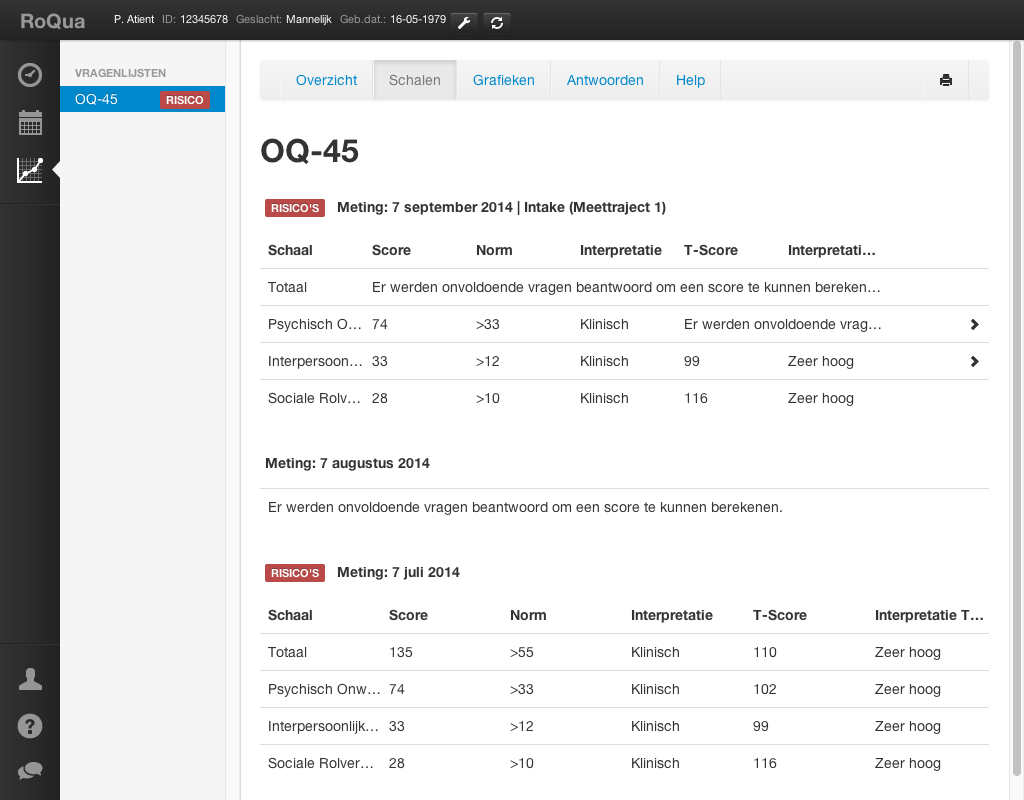 RoQua P. Atient ID: 12345678 Geslacht: Mannelijk Geb.dat.: 16-05-1979
VRAGENLIJSTEN
OQ-45 RISICO
Overzicht Schalen Grafieken Antwoorden Help
OQ-45
RISICO'S Meting: 7 september 2014 | Intake (Meettraject 1)
Schaal Score Norm Interpretatie T-Score Interpretati…
Totaal Er werden onvoldoende vragen beantwoord om een score te kunnen bereken…
Psychisch O… 74 >33 Klinisch Er werden onvoldoende vrag…
Interpersoon… 33 >12 Klinisch 99 Zeer hoog
Sociale Rolv… 28 >10 Klinisch 116 Zeer hoog
Meting: 7 augustus 2014
Er werden onvoldoende vragen beantwoord om een score te kunnen berekenen.
RISICO'S Meting: 7 juli 2014
Schaal Score Norm Interpretatie T-Score Interpretatie T…
Totaal 135 >55 Klinisch 110 Zeer hoog
Psychisch Onw… 74 >33 Klinisch 102 Zeer hoog
Interpersoonlijk… 33 >12 Klinisch 99 Zeer hoog
Sociale Rolver… 28 >10 Klinisch 116 Zeer hoog